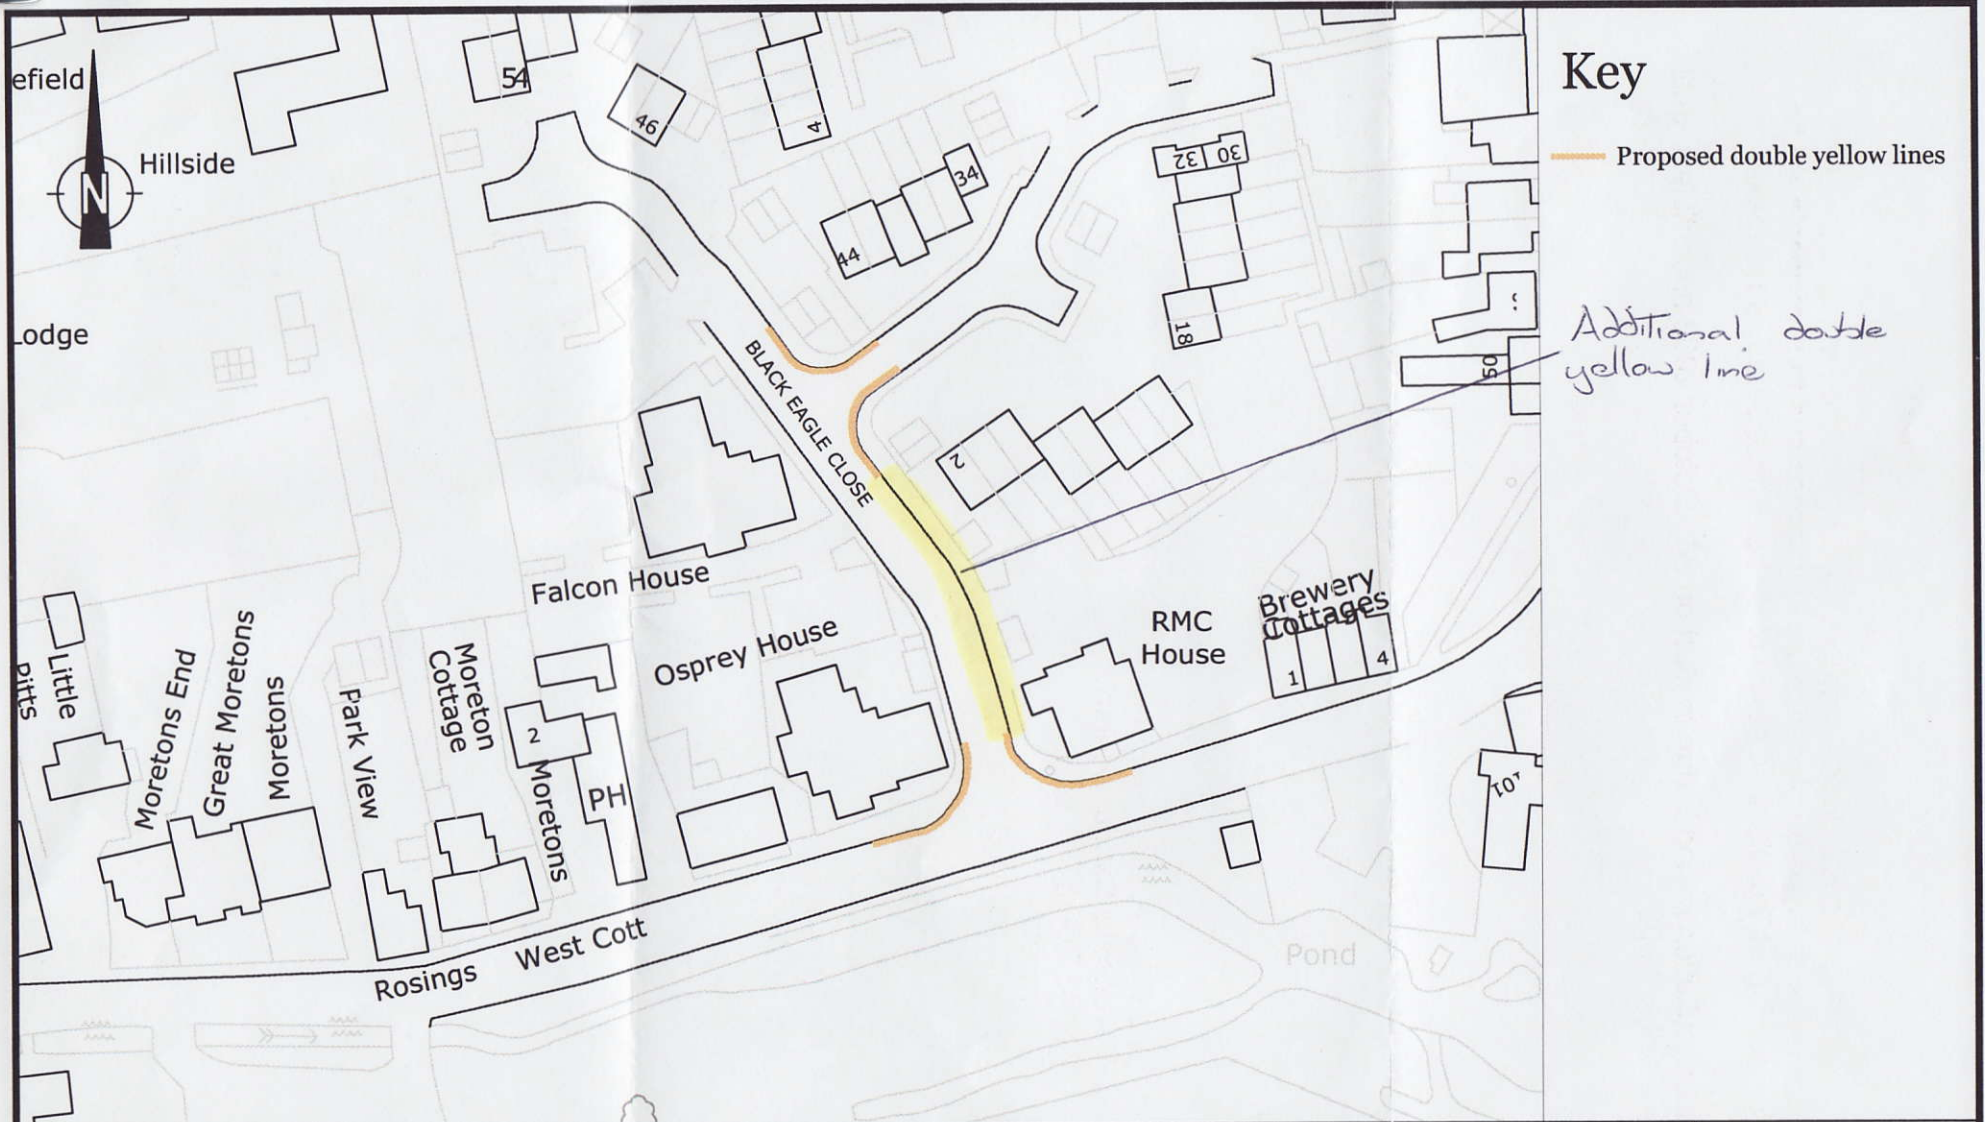 Key
Proposed double yellow lines
Additional double
yellow line
efield
N
Hillside
Lodge
54
46
4
34
44
32
30
18
50
2
BLACK EAGLE CLOSE
Falcon House
Osprey House
RMC
House
Brewery
Cottages
1
4
Pitts
Little
Moretons End
Great Moretons
Moretons
Park View
Moreton
Cottage
2
Moretons
PH
Rosings
West Cott
Pond